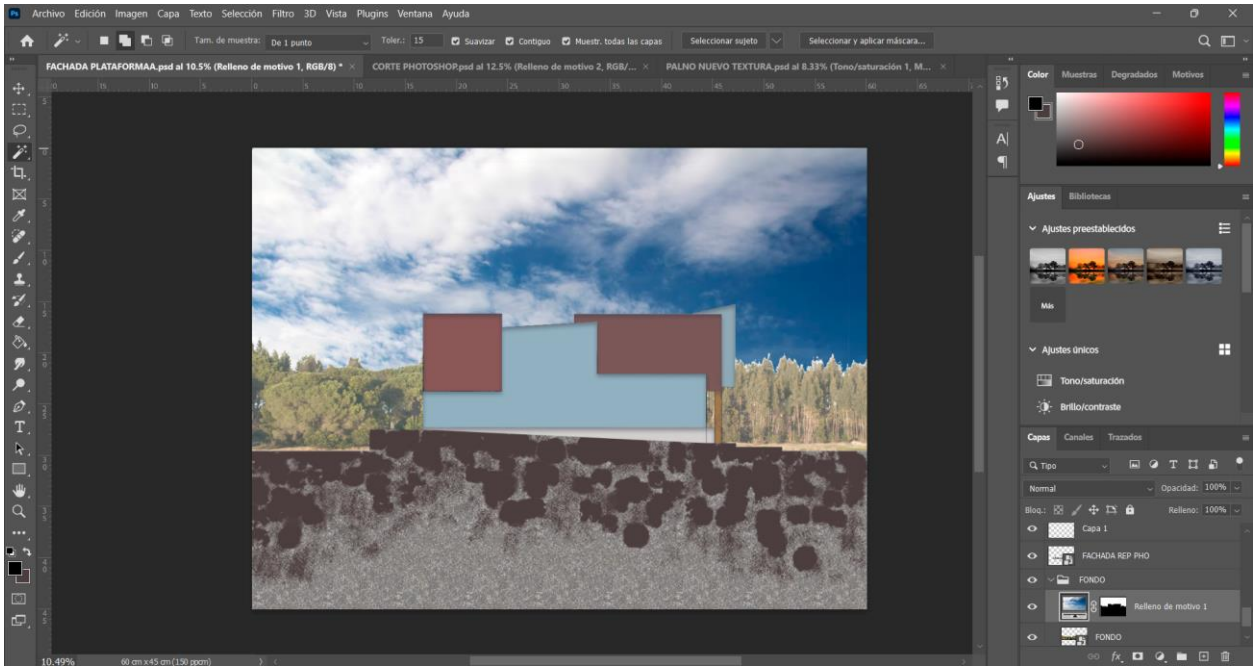 Ps Archivo Edición Imagen Capa Texto Selección Filtro 3D Vista Plugins Ventana Ayuda
Tam. de muestra: De 1 punto Toler.: 15 Suavizar Contiguo Muestr. todas las capas Seleccionar sujeto Seleccionar y aplicar máscara...
FACHADA PLATAFORMAA.psd al 10.5% (Relleno de motivo 1, RGB/8) * × CORTE PHOTOSHOP.psd al 12.5% (Relleno de motivo 2, RGB/... × PALNO NUEVO TEXTURA.psd al 8.33% (Tono/saturación 1, M... ×
Color Muestras Degradados Motivos
Ajustes Bibliotecas
Ajustes preestablecidos
Más
Ajustes únicos
Tono/saturación
Brillo/contraste
Capas Canales Trazados
Tipo
Normal Opacidad: 100%
Bloq.: Relleno: 100%
Capa 1
FACHADA REP PHO
FONDO
Relleno de motivo 1
FONDO
fx
10.49% 60 cm x 45 cm (150 ppcm)